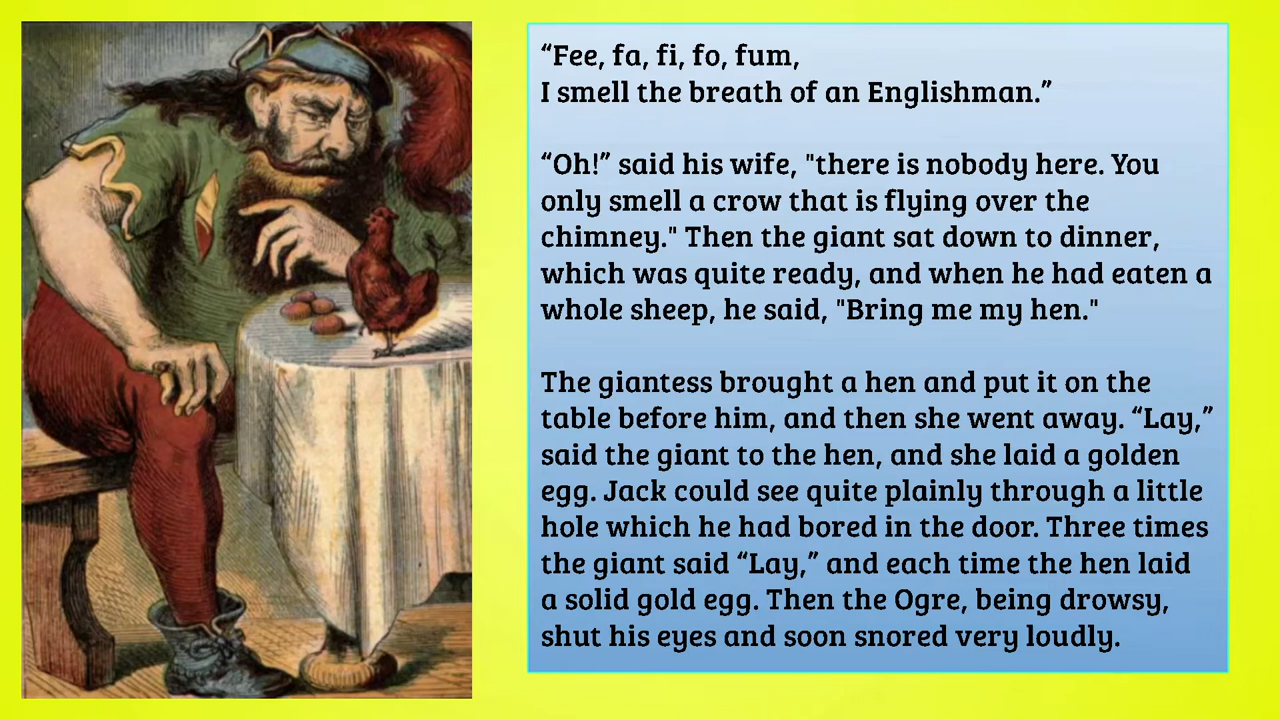 “Fee, fa, fi, fo, fum,
I smell the breath of an Englishman.”
“Oh!” said his wife, "there is nobody here. You
only smell a crow that is flying over the
chimney." Then the giant sat down to dinner,
which was quite ready, and when he had eaten a
whole sheep, he said, "Bring me my hen."
The giantess brought a hen and put it on the
table before him, and then she went away. “Lay,”
said the giant to the hen, and she laid a golden
egg. Jack could see quite plainly through a little
hole which he had bored in the door. Three times
the giant said “Lay,” and each time the hen laid
a solid gold egg. Then the Ogre, being drowsy,
shut his eyes and soon snored very loudly.